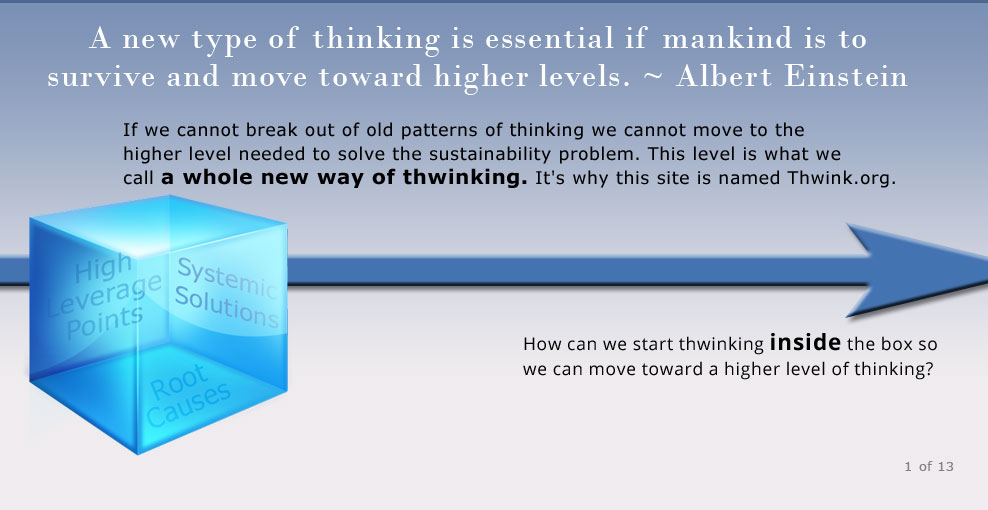 A new type of thinking is essential if mankind is to
survive and move toward higher levels. ~ Albert Einstein
If we cannot break out of old patterns of thinking we cannot move to the
higher level needed to solve the sustainability problem. This level is what we
call a whole new way of thwinking. It's why this site is named Thwink.org.
High
Leverage
Points
Systemic
Solutions
Root
Causes
How can we start thwinking inside the box so
we can move toward a higher level of thinking?
1 of 13